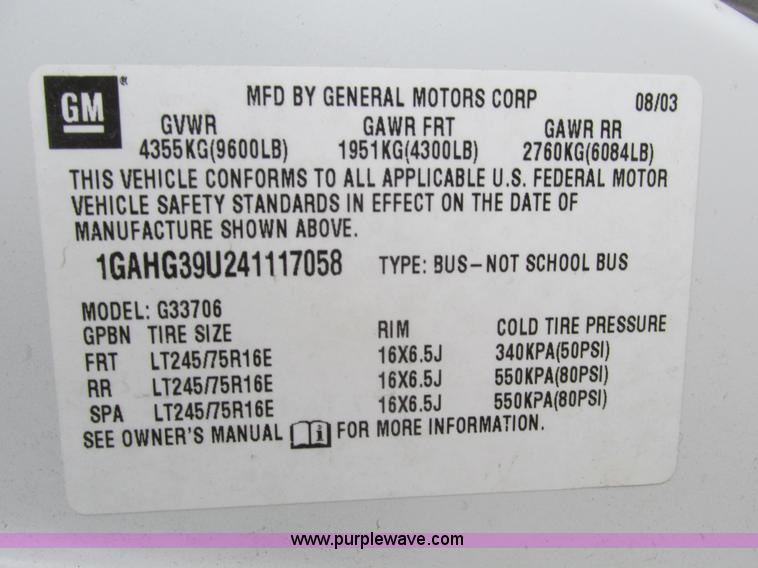 GM® MFD BY GENERAL MOTORS CORP 08/03
GVWR GAWR FRT GAWR RR
4355KG(9600LB) 1951KG(4300LB) 2760KG(6084LB)
THIS VEHICLE CONFORMS TO ALL APPLICABLE U.S. FEDERAL MOTOR
VEHICLE SAFETY STANDARDS IN EFFECT ON THE DATE OF
MANUFACTURE SHOWN ABOVE.
1GAHG39U241117058 TYPE: BUS-NOT SCHOOL BUS
MODEL: G33706
GPBN TIRE SIZE RIM COLD TIRE PRESSURE
FRT LT245/75R16E 16X6.5J 340KPA(50PSI)
RR LT245/75R16E 16X6.5J 550KPA(80PSI)
SPA LT245/75R16E 16X6.5J 550KPA(80PSI)
SEE OWNER'S MANUAL i FOR MORE INFORMATION.
www.purplewave.com